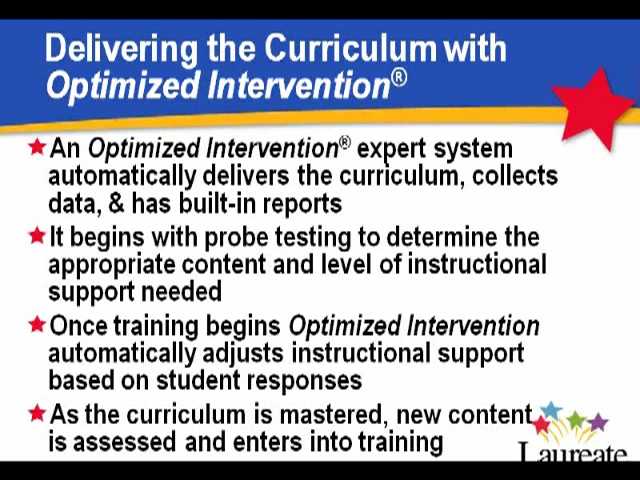 Delivering the Curriculum with
Optimized Intervention®
An Optimized Intervention® expert system
automatically delivers the curriculum, collects
data, & has built-in reports
It begins with probe testing to determine the
appropriate content and level of instructional
support needed
Once training begins Optimized Intervention
automatically adjusts instructional support
based on student responses
As the curriculum is mastered, new content
is assessed and enters into training
Laureate